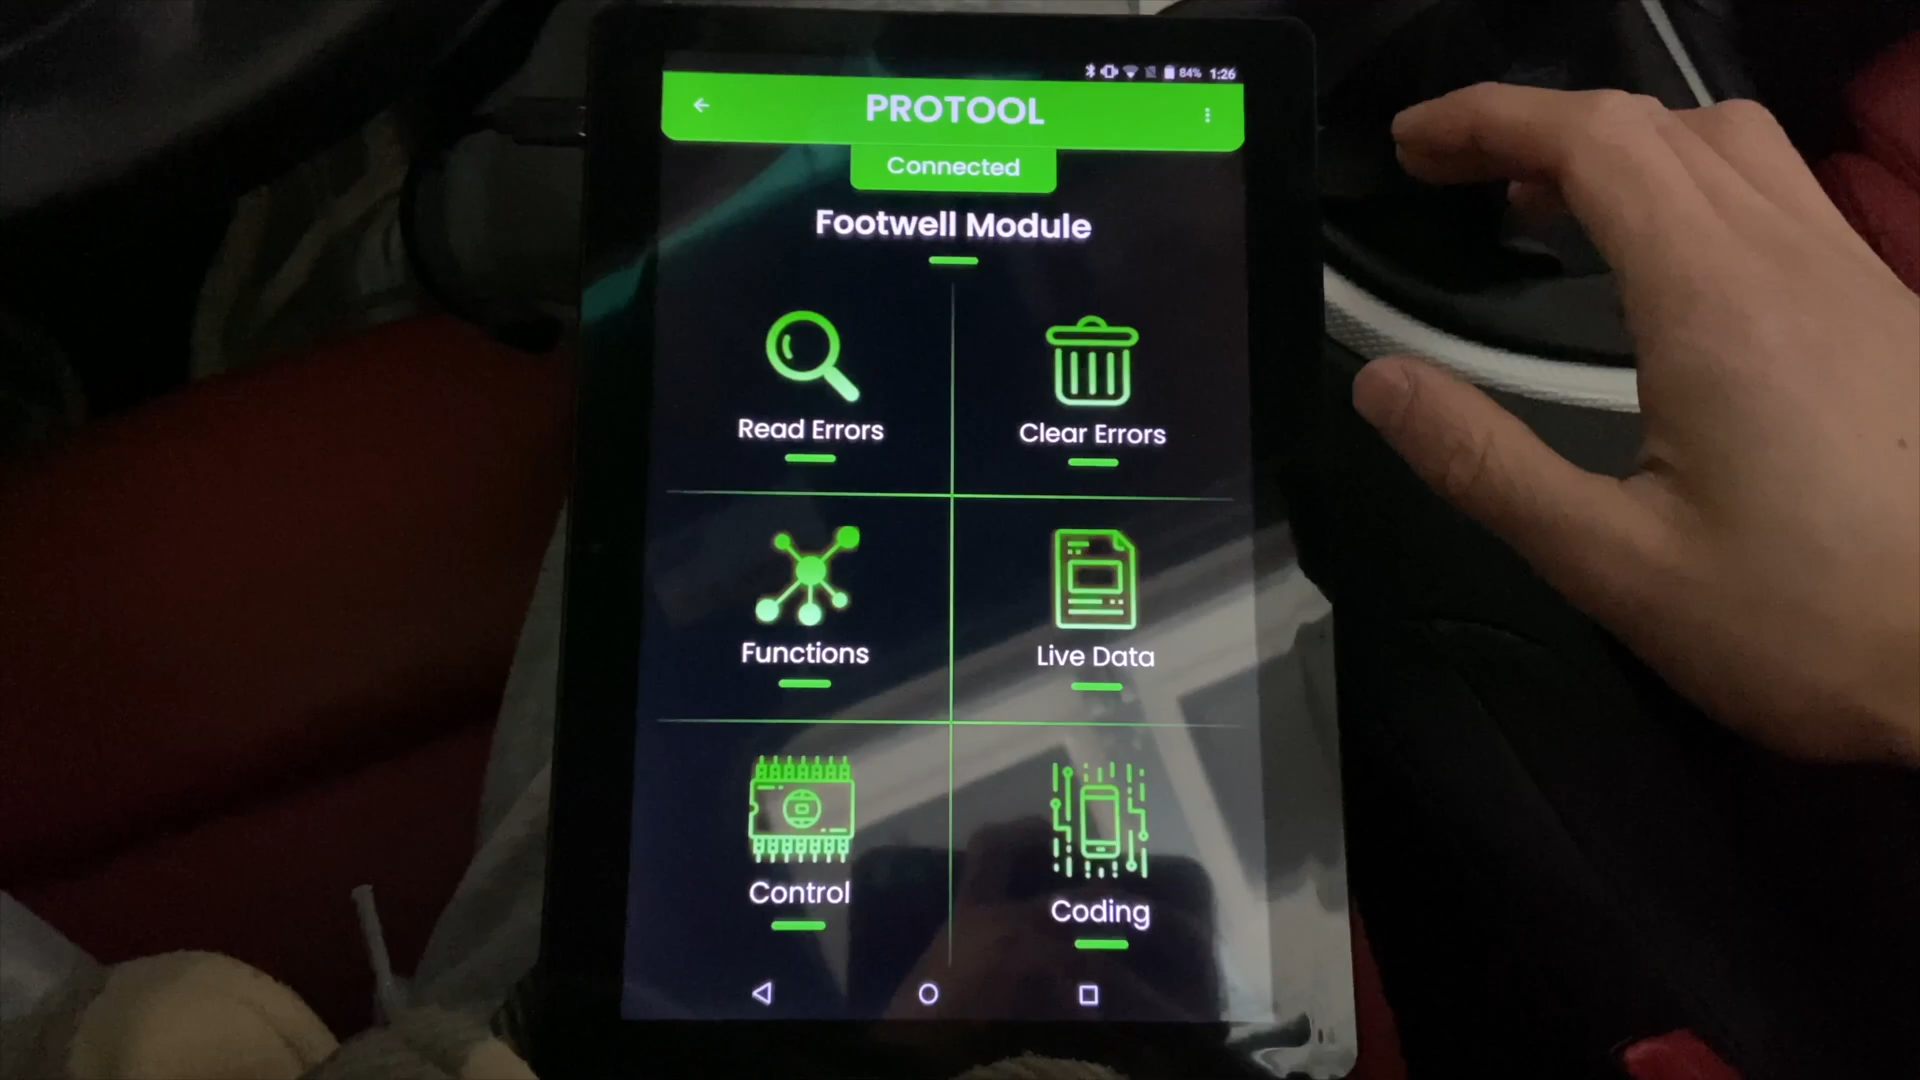 84% 1:26
PROTOOL
Connected
Footwell Module
Read Errors
Clear Errors
Functions
Live Data
Control
Coding